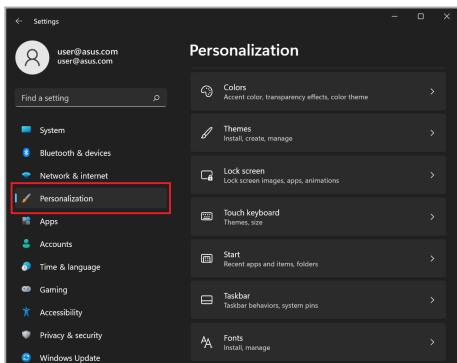 Settings
user@asus.com
user@asus.com
Find a setting
System
Bluetooth & devices
Network & internet
Personalization
Apps
Accounts
Time & language
Gaming
Accessibility
Privacy & security
Windows Update
Personalization
Colors
Accent color, transparency effects, color theme
Themes
Install, create, manage
Lock screen
Lock screen images, apps, animations
Touch keyboard
Themes, size
Start
Recent apps and items, folders
Taskbar
Taskbar behaviors, system pins
Fonts
Install, manage